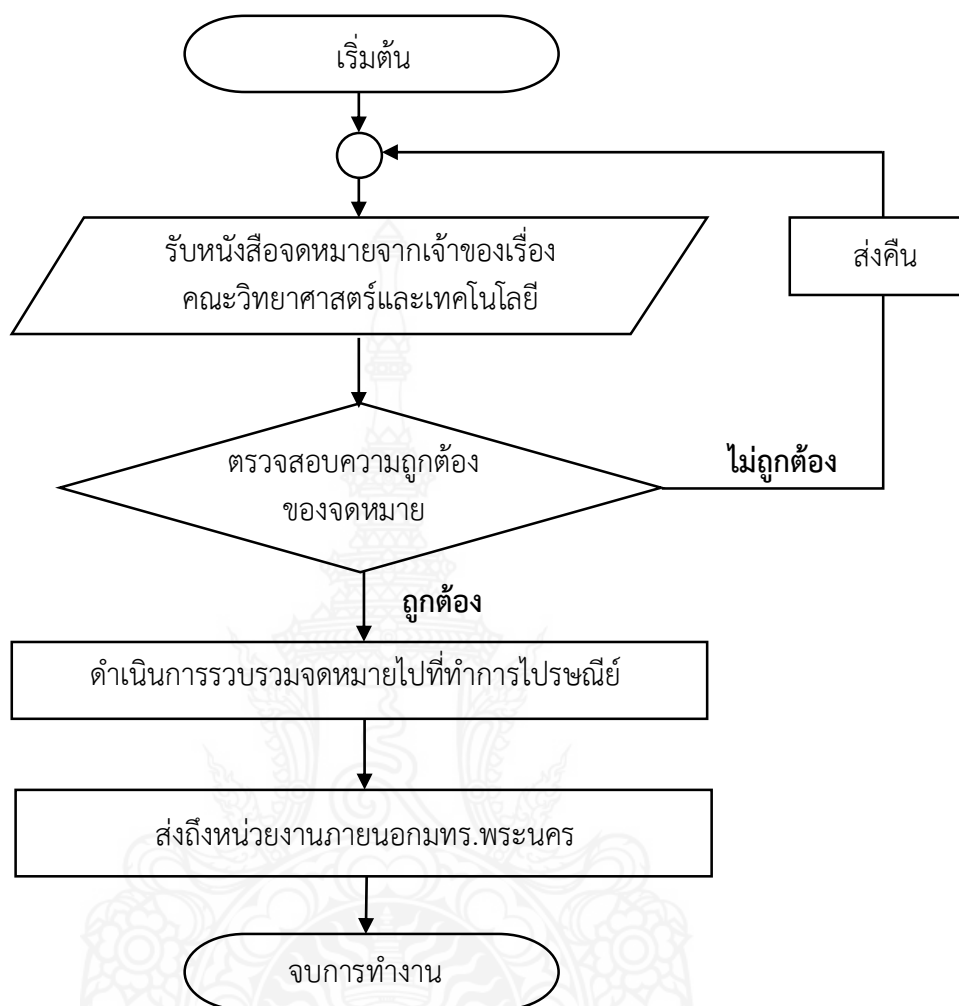 เริ่มต้น
รับหนังสือจดหมายจากเจ้าของเรื่อง
คณะวิทยาศาสตร์และเทคโนโลยี
ส่งคืน
ตรวจสอบความถูกต้อง
ของจดหมาย
ไม่ถูกต้อง
ถูกต้อง
ดำเนินการรวบรวมจดหมายไปที่ทำการไปรษณีย์
ส่งถึงหน่วยงานภายนอกมทร.พระนคร
จบการทำงาน